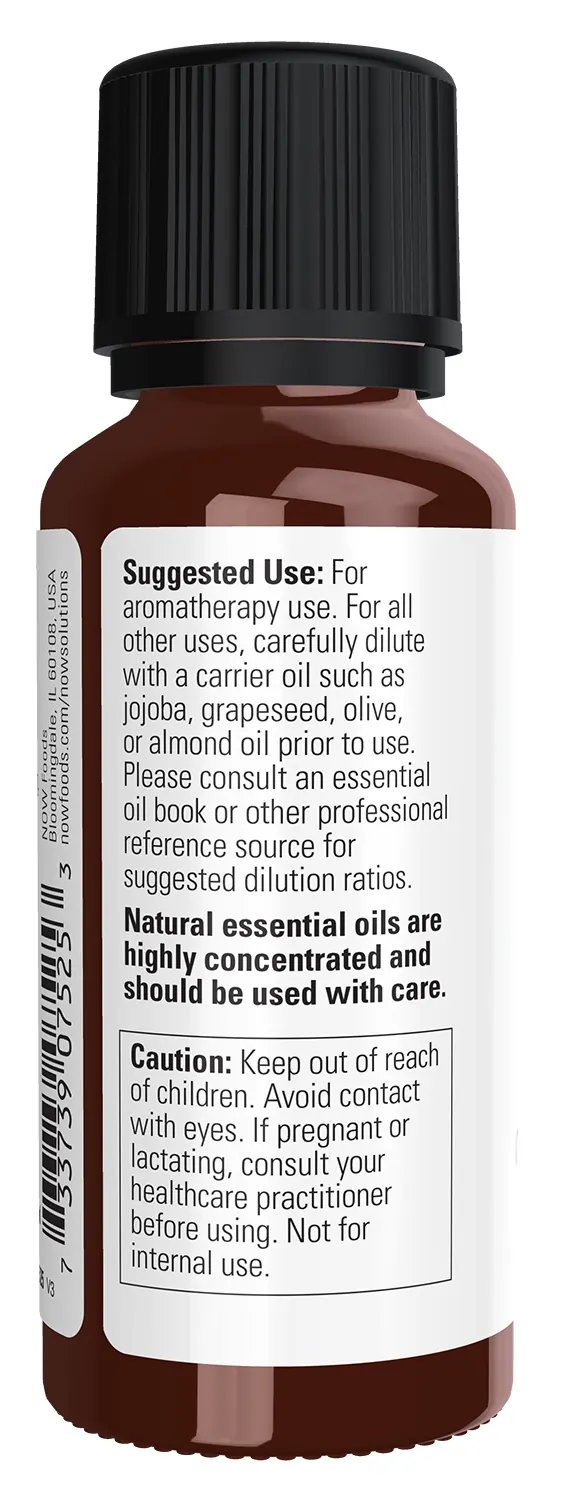 Suggested Use: For
aromatherapy use. For all
other uses, carefully dilute
with a carrier oil such as
jojoba, grapeseed, olive,
or almond oil prior to use.
Please consult an essential
oil book or other professional
reference source for
suggested dilution ratios.
Natural essential oils are
highly concentrated and
should be used with care.
Caution: Keep out of reach
of children. Avoid contact
with eyes. If pregnant or
lactating, consult your
healthcare practitioner
before using. Not for
internal use.
NOW Foods
Bloomingdale, IL 60108, USA
nowfoods.com/nowsolutions
7 33739 07525 3
V3